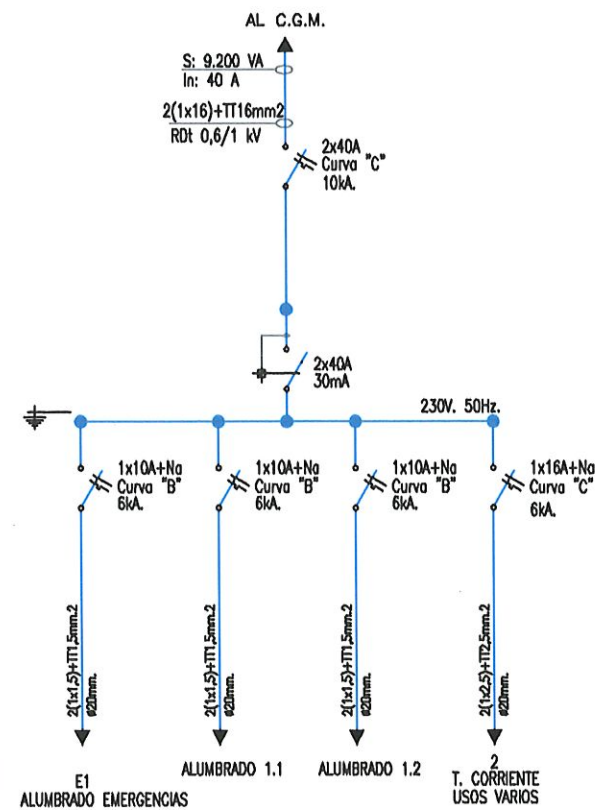 AL C.G.M.
S: 9.200 VA
In: 40 A
2(1x16)+TT16mm2
RDt 0,6/1 kV
2x40A
Curva "C"
10kA.
2x40A
30mA
230V. 50Hz.
1x10A+Na
Curva "B"
6kA.
1x10A+Na
Curva "B"
6kA.
1x10A+Na
Curva "B"
6kA.
1x16A+Na
Curva "C"
6kA.
2(1x1,5)+TT1,5mm.2
ø20mm.
2(1x1,5)+TT1,5mm.2
ø20mm.
2(1x1,5)+TT1,5mm.2
ø20mm.
2(1x2,5)+TT2,5mm.2
ø20mm.
E1
ALUMBRADO EMERGENCIAS
ALUMBRADO 1.1
ALUMBRADO 1.2
2
T. CORRIENTE
USOS VARIOS